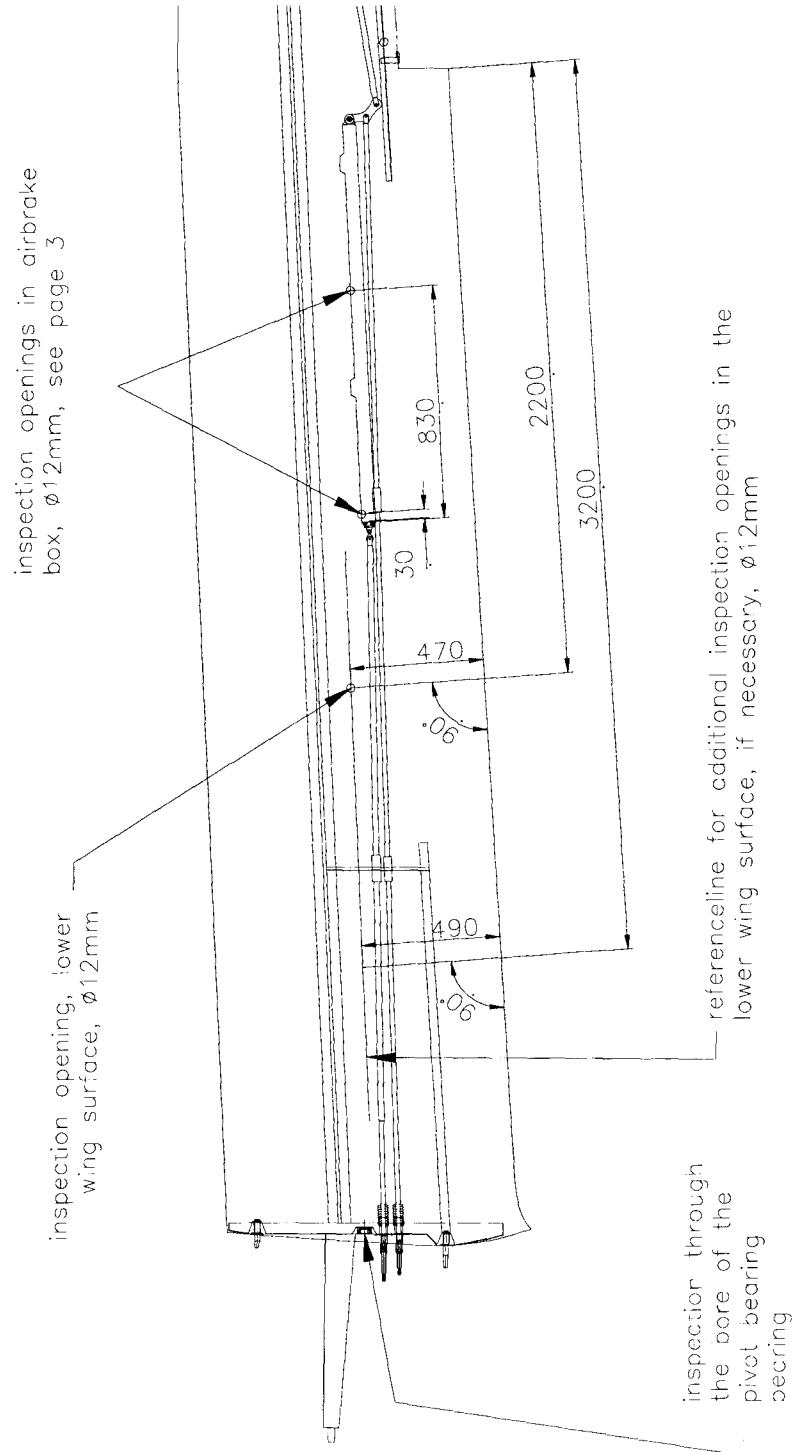 inspection openings in airbrake
box, ø12mm, see page 3
inspection opening, lower
wing surface, ø12mm
830
30
2200
3200
470
90°
490
90°
referenceline for additional inspection openings in the
lower wing surface, if necessary, ø12mm
inspection through
the bore of the
pivot bearing
becring